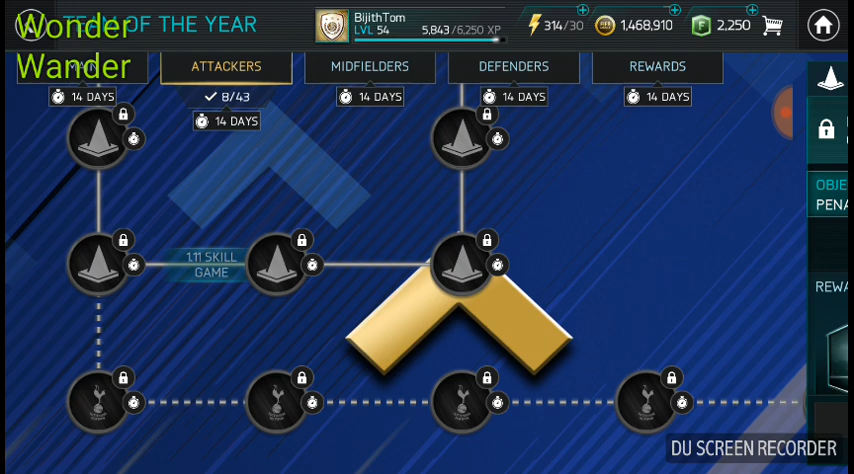 Wonder
TEAM OF THE YEAR
BijithTom
LVL 54
5,843/6,250 XP
314/30
1,468,910
2,250
Wander
ATTACKERS
MIDFIELDERS
DEFENDERS
REWARDS
14 DAYS
8/43
14 DAYS
14 DAYS
14 DAYS
14 DAYS
1.11 SKILL
GAME
OBJE
PENA
REWA
DU SCREEN RECORDER